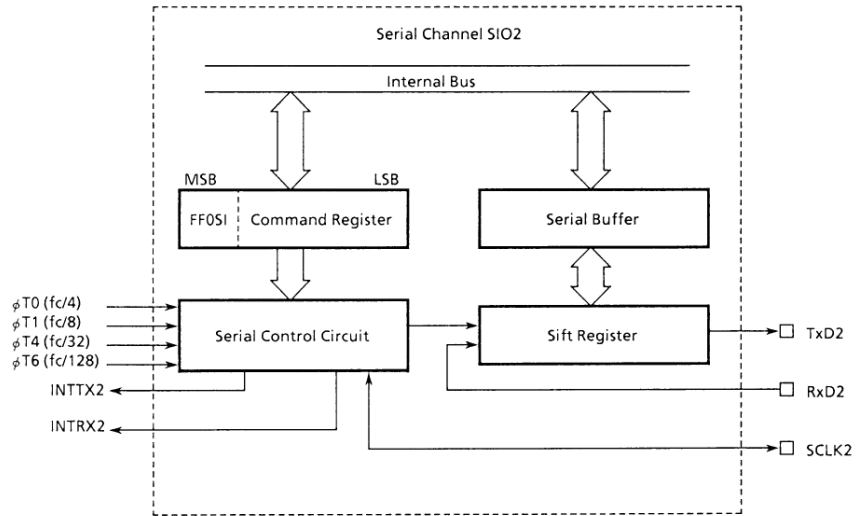 Serial Channel SIO2
Internal Bus
MSB LSB
FF0SI Command Register Serial Buffer
ϕT0 (fc/4)
ϕT1 (fc/8) Serial Control Circuit Sift Register TxD2
ϕT4 (fc/32)
ϕT6 (fc/128)
INTTX2 RxD2
INTRX2
SCLK2